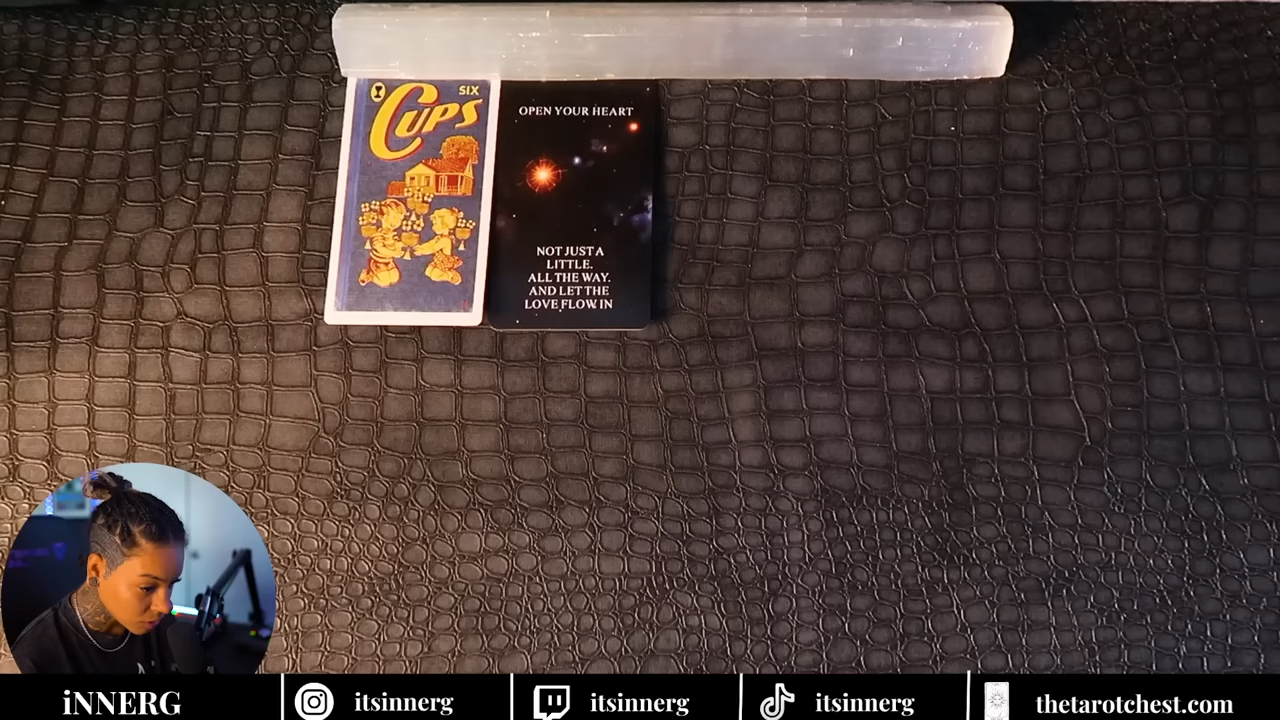 SIX
CUPS
OPEN YOUR HEART
NOT JUST A
LITTLE.
ALL THE WAY.
AND LET THE
LOVE FLOW IN
iNNERG
itsinnerg
itsinnerg
itsinnerg
thetarotchest.com